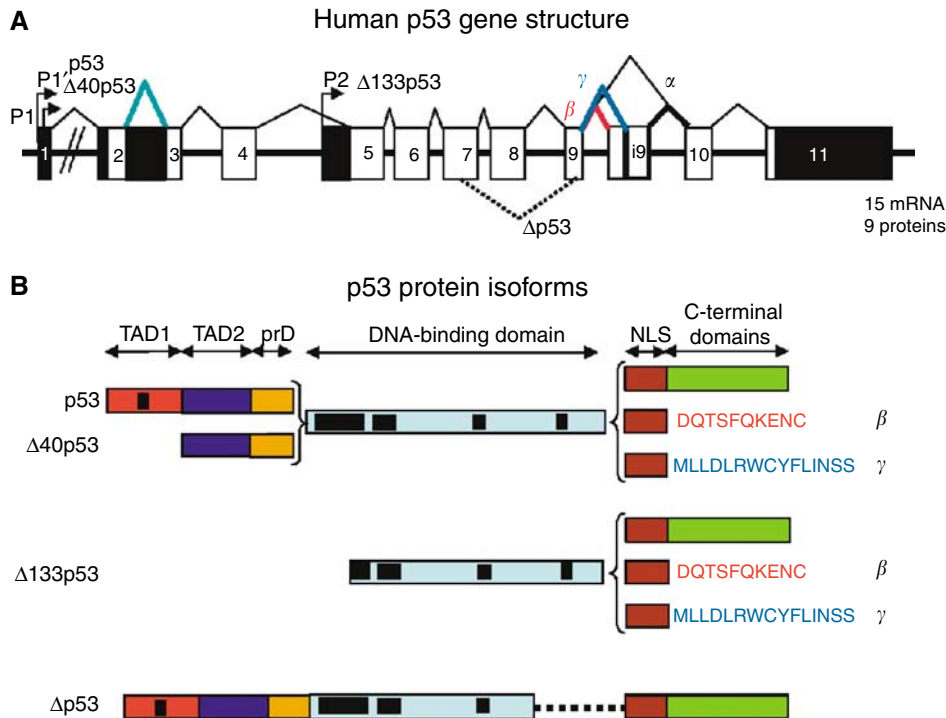 A
Human p53 gene structure
P1 P1′ p53
Δ40p53
P2 Δ133p53
γ
β
α
1 2 3 4 5 6 7 8 9 i9 10 11
Δp53
15 mRNA
9 proteins
B
p53 protein isoforms
TAD1 TAD2 prD DNA-binding domain NLS C-terminal
domains
p53
DQTSFQKENC β
Δ40p53
MLLDLRWCYFLINSS γ
Δ133p53
DQTSFQKENC β
MLLDLRWCYFLINSS γ
Δp53